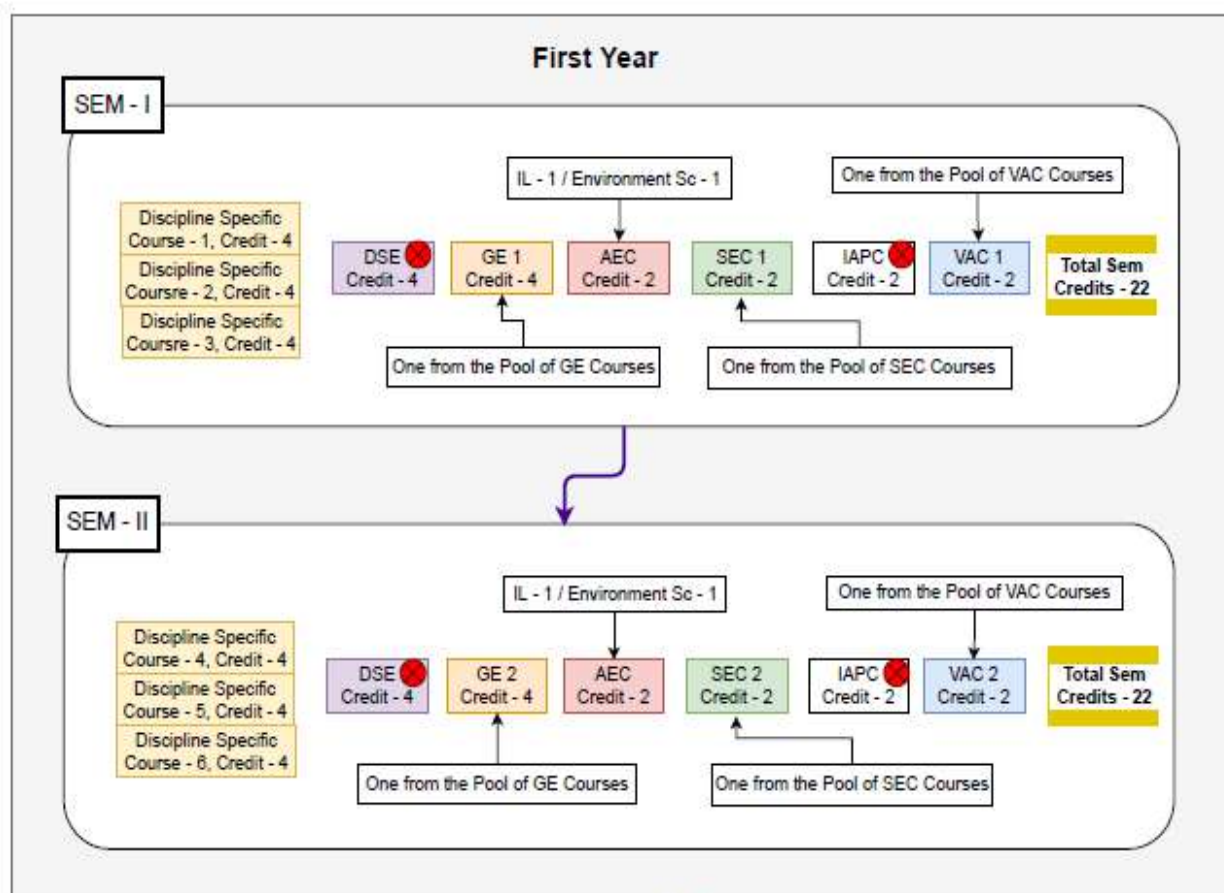 First Year
SEM - I
IL - 1 / Environment Sc - 1
One from the Pool of VAC Courses
Discipline Specific
Course - 1, Credit - 4
Discipline Specific
Coursre - 2, Credit - 4
Discipline Specific
Coursre - 3, Credit - 4
DSE
Credit - 4
GE 1
Credit - 4
AEC
Credit - 2
SEC 1
Credit - 2
IAPC
Credit - 2
VAC 1
Credit - 2
Total Sem
Credits - 22
One from the Pool of GE Courses
One from the Pool of SEC Courses
SEM - II
IL - 1 / Environment Sc - 1
One from the Pool of VAC Courses
Discipline Specific
Course - 4, Credit - 4
Discipline Specific
Course - 5, Credit - 4
Discipline Specific
Course - 6, Credit - 4
DSE
Credit - 4
GE 2
Credit - 4
AEC
Credit - 2
SEC 2
Credit - 2
IAPC
Credit - 2
VAC 2
Credit - 2
Total Sem
Credits - 22
One from the Pool of GE Courses
One from the Pool of SEC Courses